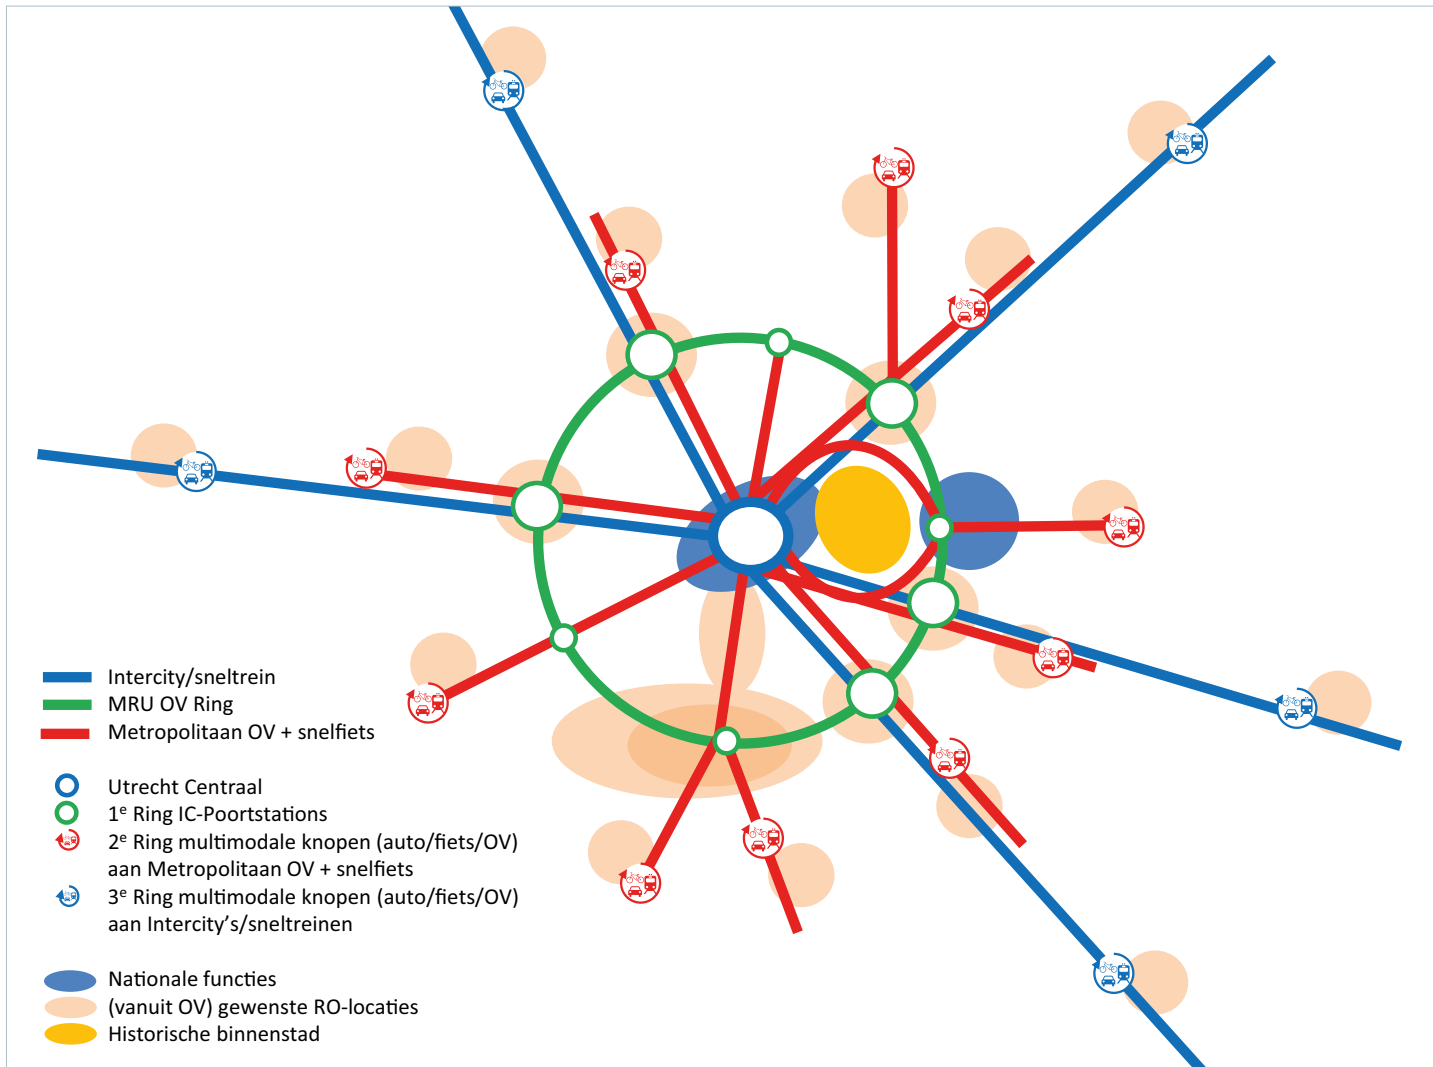 Intercity/sneltrein
MRU OV Ring
Metropolitaan OV + snelfiets
Utrecht Centraal
1e Ring IC-Poortstations
2e Ring multimodale knopen (auto/fiets/OV)
aan Metropolitaan OV + snelfiets
3e Ring multimodale knopen (auto/fiets/OV)
aan Intercity's/sneltreinen
Nationale functies
(vanuit OV) gewenste RO-locaties
Historische binnenstad